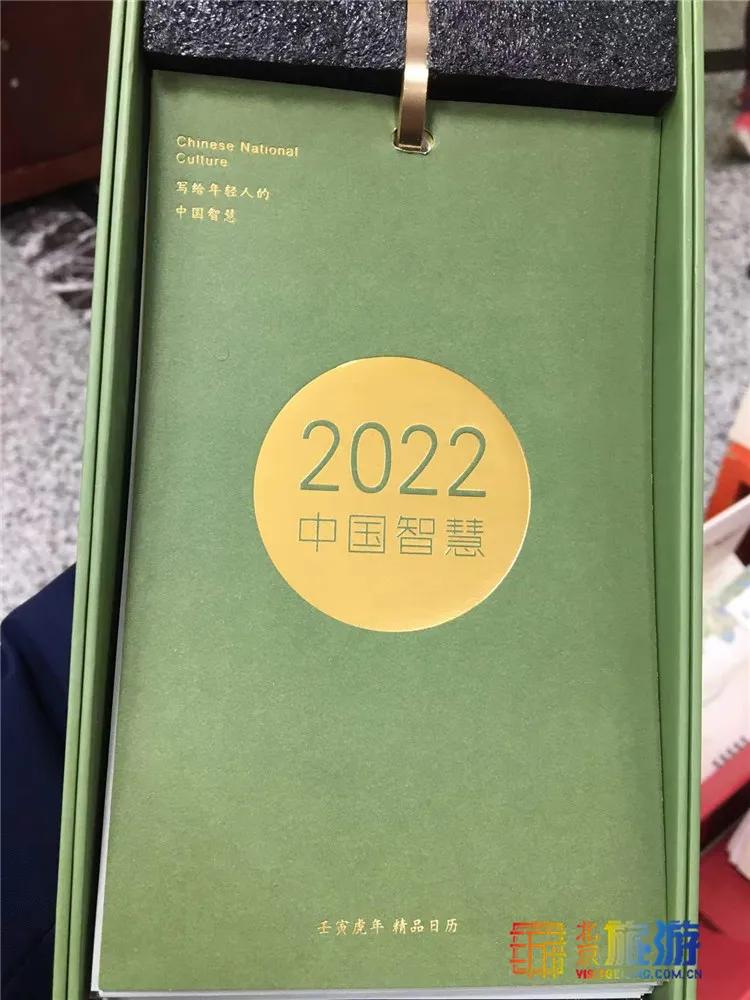 Chinese National
Culture
写给年轻人的
中国智慧
2022
中国智慧
壬寅虎年 精品日历
旅游